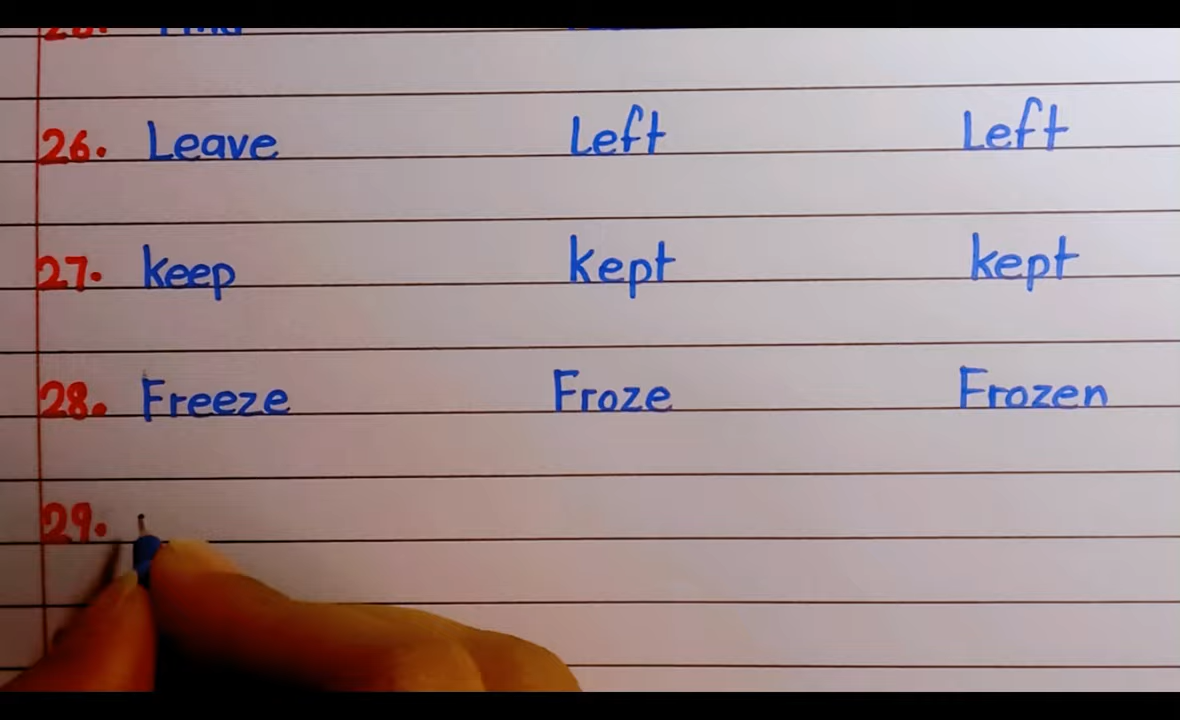 26. Leave Left Left
27. keep kept kept
28. Freeze Froze Frozen
29.